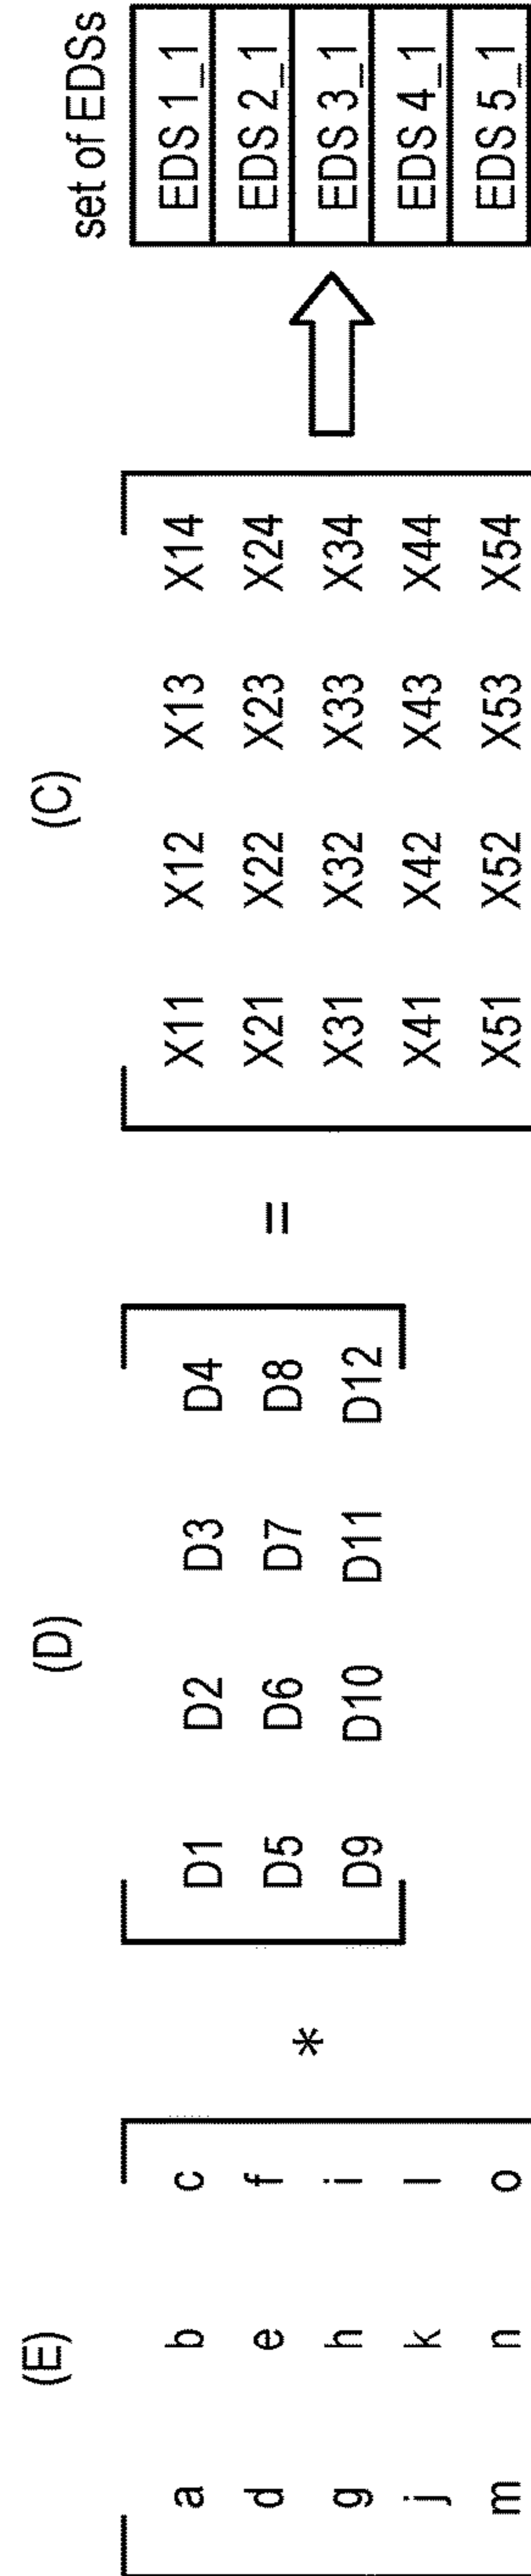 (E) (D) (C) set of EDSs
a b c D1 D2 D3 D4 X11 X12 X13 X14 EDS 1_1
d e f * D5 D6 D7 D8 = X21 X22 X23 X24 EDS 2_1
g h i D9 D10 D11 D12 X31 X32 X33 X34 EDS 3_1
j k l X41 X42 X43 X44 EDS 4_1
m n o X51 X52 X53 X54 EDS 5_1